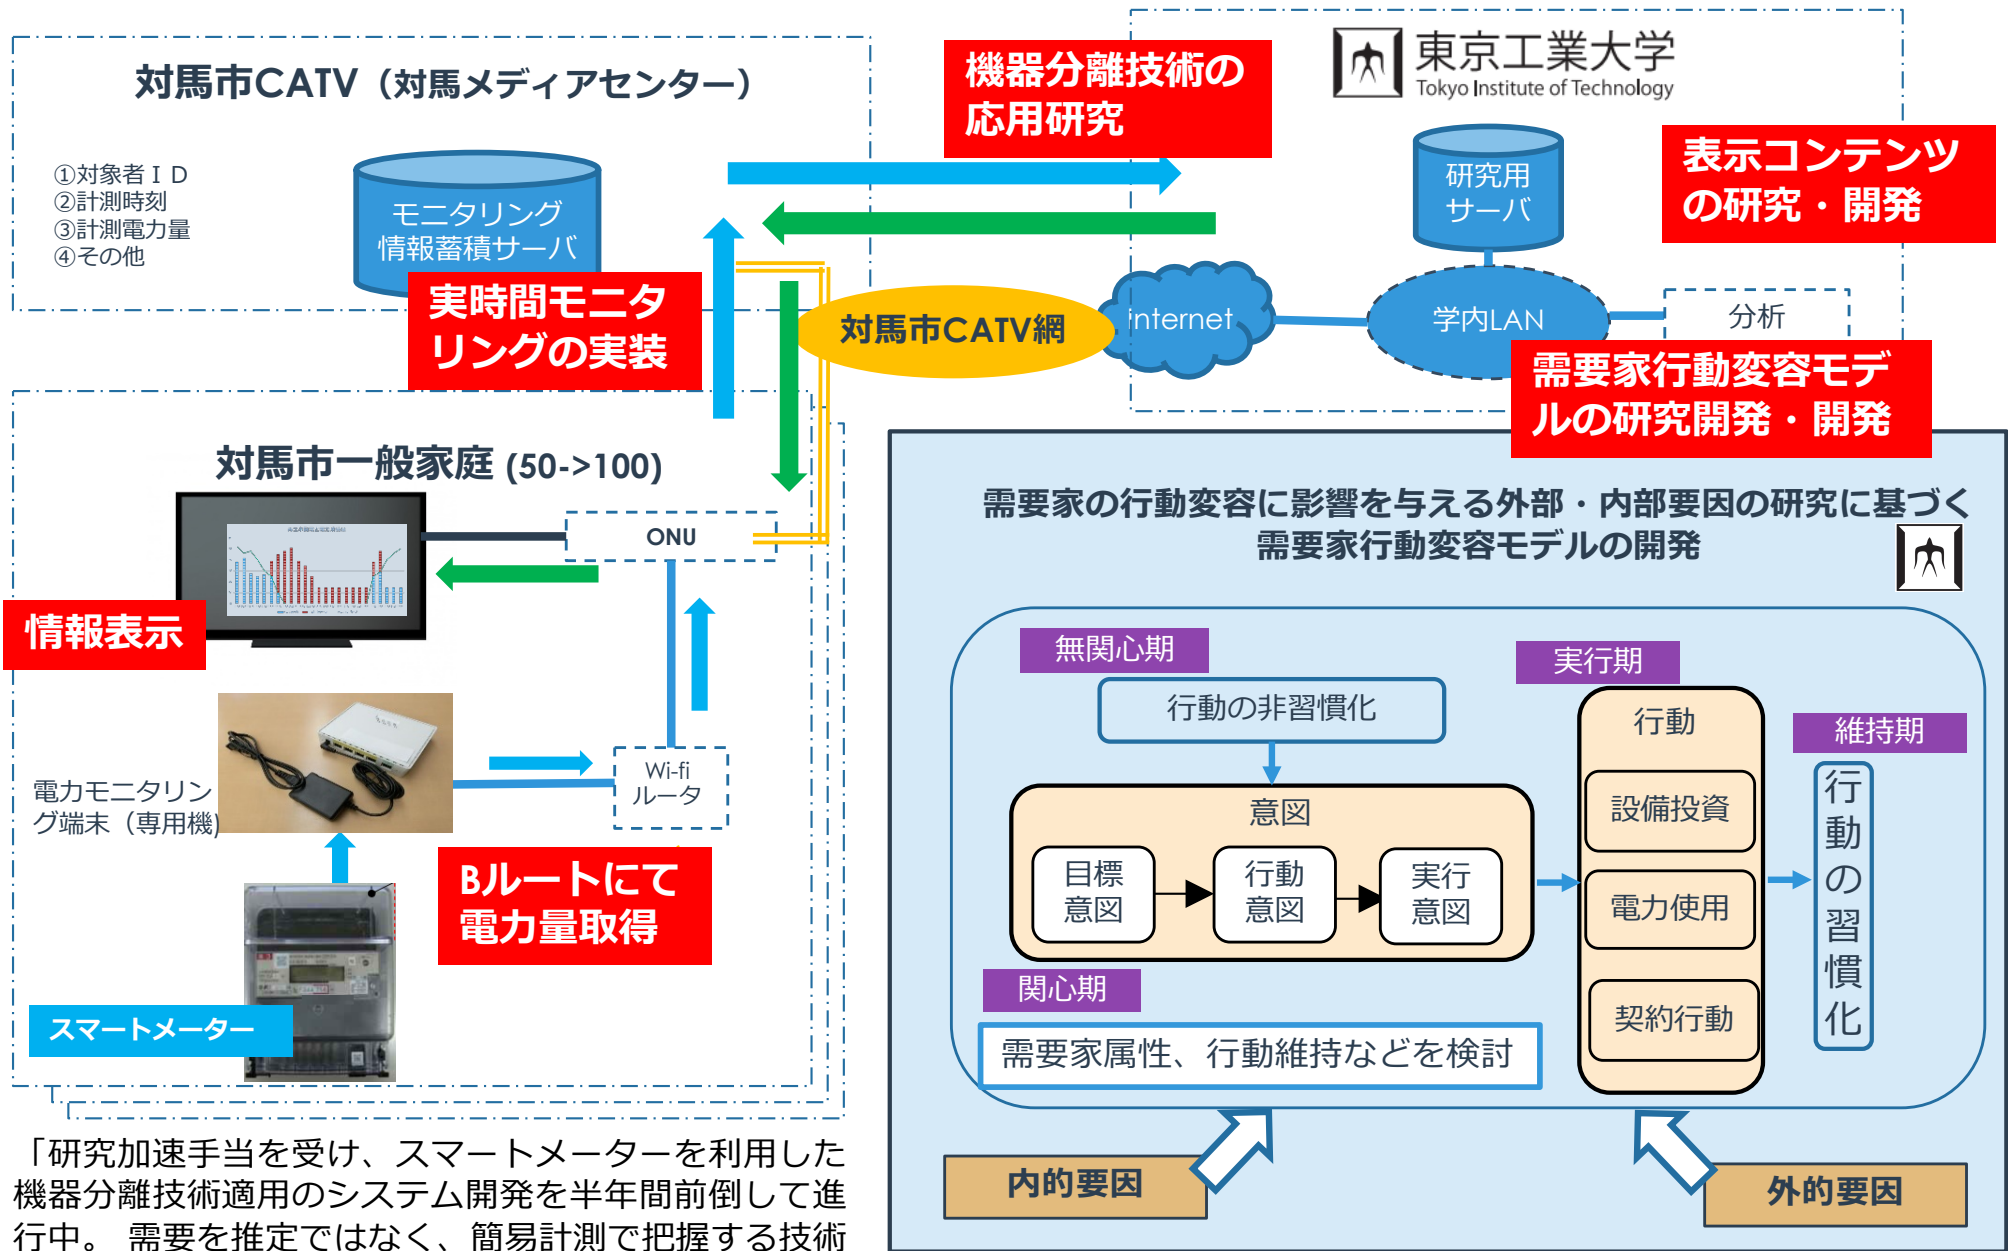 対馬市CATV（対馬メディアセンター）
①対象者ＩＤ
②計測時刻
③計測電力量
④その他
モニタリング
情報蓄積サーバ
実時間モニタ
リングの実装
機器分離技術の
応用研究
東京工業大学
Tokyo Institute of Technology
研究用
サーバ
表示コンテンツ
の研究・開発
対馬市CATV網
internet
学内LAN
分析
需要家行動変容モデ
ルの研究開発・開発
対馬市一般家庭 (50->100)
ONU
情報表示
電力モニタリン
グ端末（専用機)
Wi-fi
ルータ
Bルートにて
電力量取得
スマートメーター
需要家の行動変容に影響を与える外部・内部要因の研究に基づく
需要家行動変容モデルの開発
無関心期
行動の非習慣化
意図
目標
意図
行動
意図
実行
意図
関心期
需要家属性、行動維持などを検討
実行期
行動
設備投資
電力使用
契約行動
維持期
行動の習慣化
内的要因
外的要因
「研究加速手当を受け、スマートメーターを利用した
機器分離技術適用のシステム開発を半年間前倒して進
行中。 需要を推定ではなく、簡易計測で把握する技術